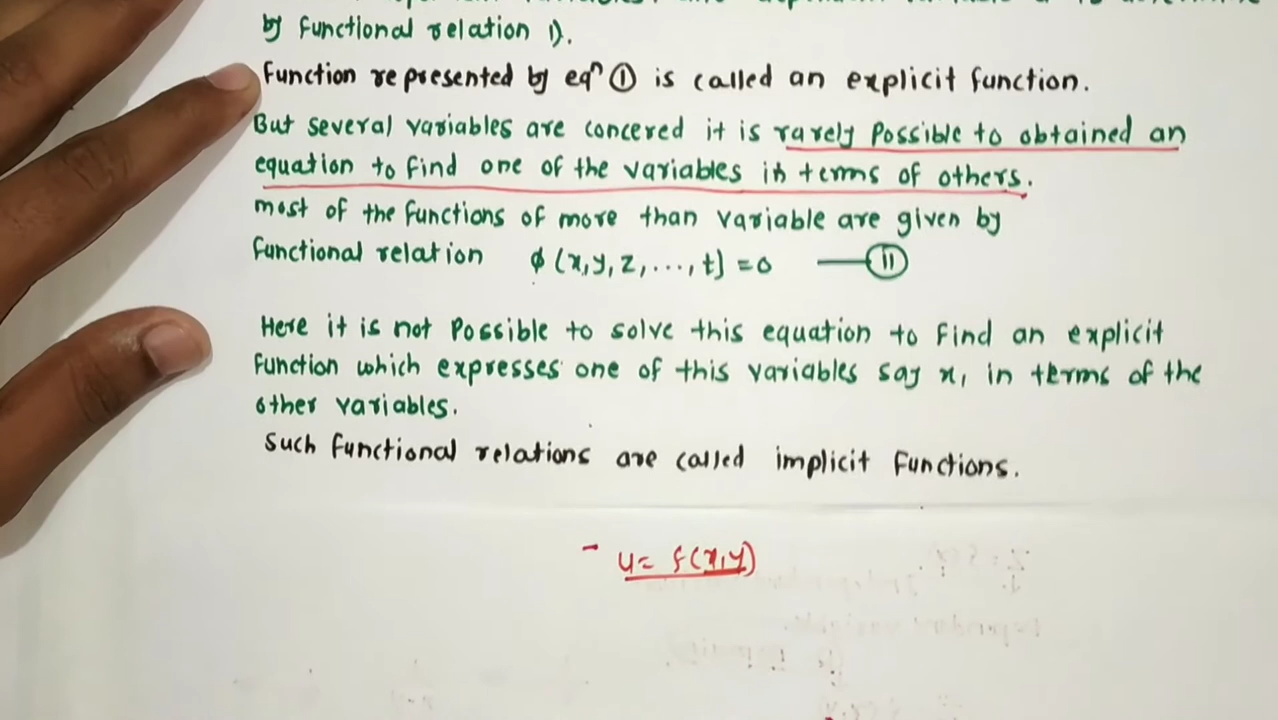 by functional relation 1).
Function represented by eqⁿ ① is called an explicit function.
But several variables are concered it is rarely possible to obtained an
equation to find one of the variables in terms of others.
most of the functions of more than variable are given by
functional relation ϕ (x,y,z,...,t) = 0 —(11)
Here it is not possible to solve this equation to find an explicit
function which expresses one of this variables say x, in terms of the
other variables.
Such functional relations are called implicit functions.
- u = f(x,y)